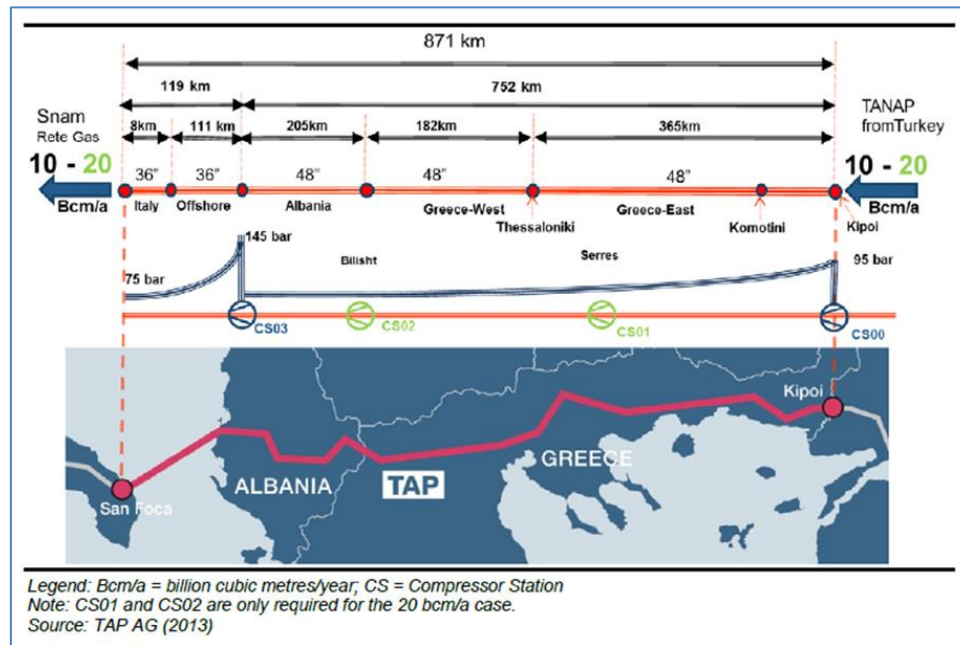 871 km
119 km
752 km
Snam
Rete Gas
8km
111 km
205km
182km
365km
TANAP
fromTurkey
10 - 20
Bcm/a
36"
36"
48"
48"
48"
10 - 20
Bcm/a
Italy
Offshore
Albania
Greece-West
Greece-East
Thessaloniki
Komotini
Kipoi
145 bar
75 bar
Bilisht
Serres
95 bar
CS03
CS02
CS01
CS00
Kipoi
GREECE
ALBANIA
TAP
San Foca
Legend: Bcm/a = billion cubic metres/year; CS = Compressor Station
Note: CS01 and CS02 are only required for the 20 bcm/a case.
Source: TAP AG (2013)